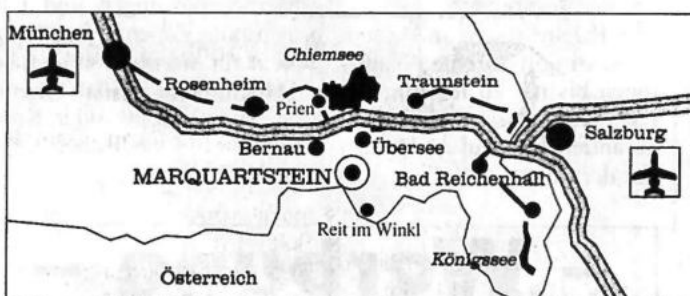 München
Chiemsee
Rosenheim
Traunstein
Prien
Salzburg
Bernau
Übersee
MARQUARTSTEIN
Bad Reichenhall
Reit im Winkl
Königssee
Österreich